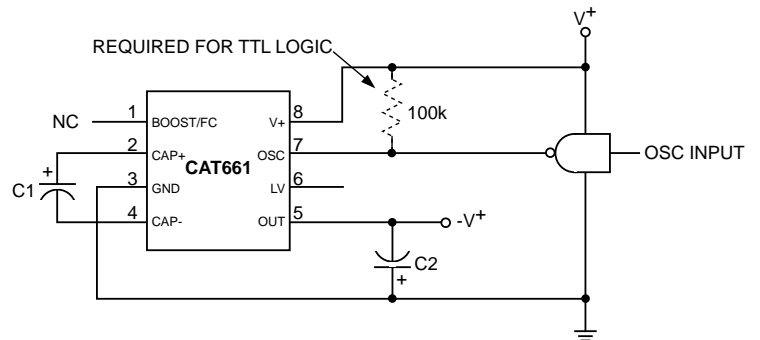 V+
REQUIRED FOR TTL LOGIC
NC
1
BOOST/FC
V+
8
100k
2
CAP+
OSC
7
OSC INPUT
CAT661
C1
+
3
GND
LV
6
4
CAP-
OUT
5
-V+
C2
+